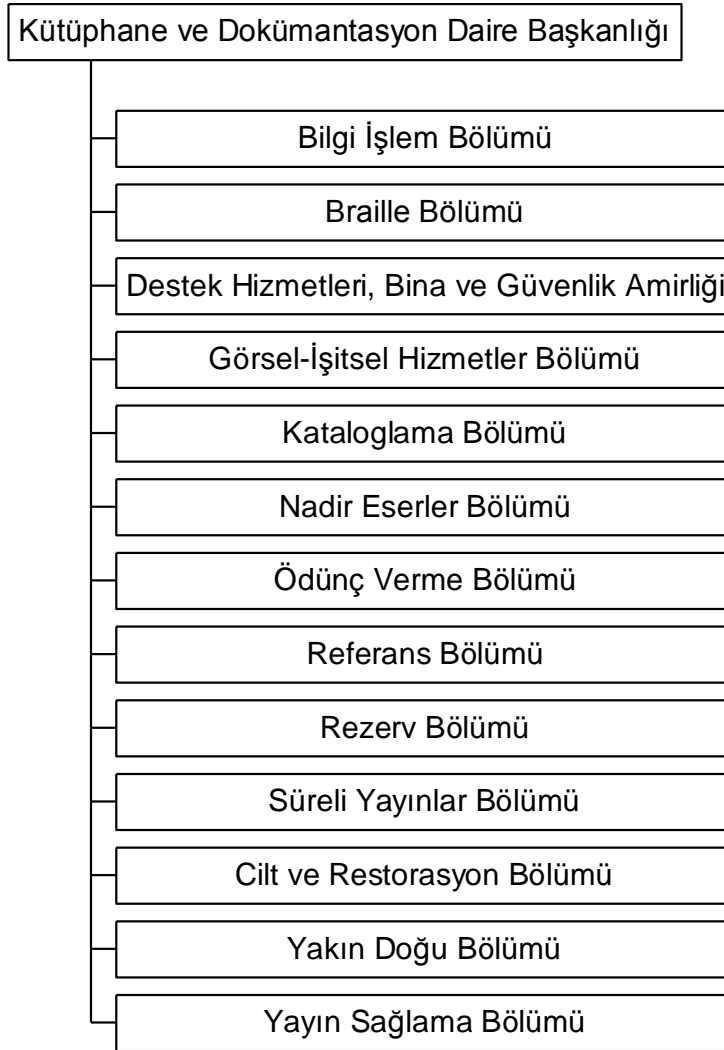 Kütüphane ve Dokümantasyon Daire Başkanlığı
Bilgi İşlem Bölümü
Braille Bölümü
Destek Hizmetleri, Bina ve Güvenlik Amirliği
Görsel-İşitsel Hizmetler Bölümü
Kataloglama Bölümü
Nadir Eserler Bölümü
Ödünç Verme Bölümü
Referans Bölümü
Rezerv Bölümü
Süreli Yayınlar Bölümü
Cilt ve Restorasyon Bölümü
Yakın Doğu Bölümü
Yayın Sağlama Bölümü